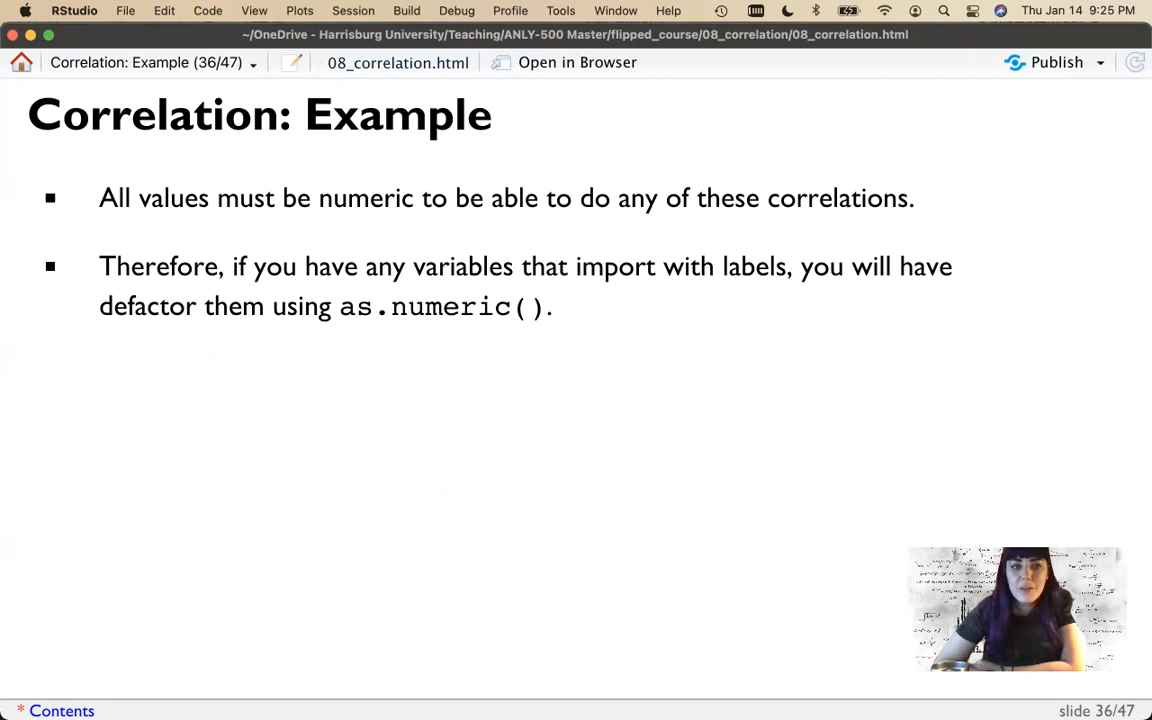 RStudio File Edit Code View Plots Session Build Debug Profile Tools Window Help Thu Jan 14 9:25 PM
~/OneDrive - Harrisburg University/Teaching/ANLY-500 Master/flipped_course/08_correlation/08_correlation.html
Correlation: Example (36/47) 08_correlation.html Open in Browser Publish
Correlation: Example
▪ All values must be numeric to be able to do any of these correlations.
▪ Therefore, if you have any variables that import with labels, you will have
defactor them using as.numeric().
* Contents slide 36/47